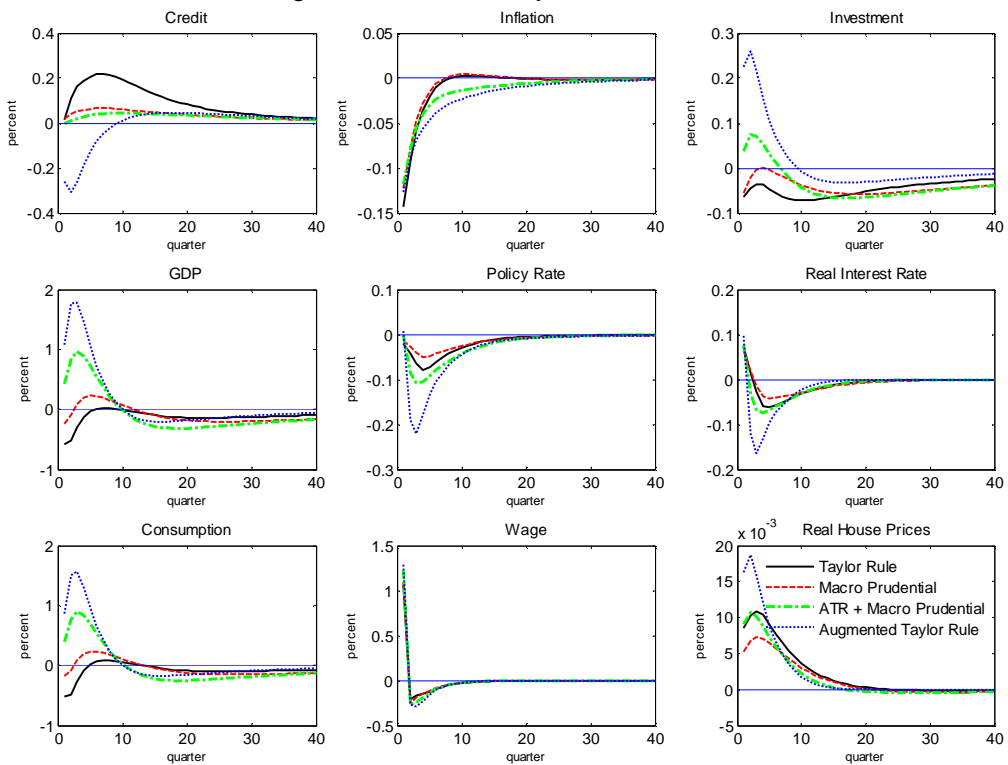 Credit
0.4
0.2
0
-0.2
-0.4
percent
0 10 20 30 40
quarter
Inflation
0.05
0
-0.05
-0.1
-0.15
percent
0 10 20 30 40
quarter
Investment
0.3
0.2
0.1
0
-0.1
percent
0 10 20 30 40
quarter
GDP
2
1
0
-1
percent
0 10 20 30 40
quarter
Policy Rate
0.1
0
-0.1
-0.2
-0.3
percent
0 10 20 30 40
quarter
Real Interest Rate
0.2
0.1
0
-0.1
-0.2
percent
0 10 20 30 40
quarter
Consumption
2
1
0
-1
percent
0 10 20 30 40
quarter
Wage
1.5
1
0.5
0
-0.5
percent
0 10 20 30 40
quarter
Real House Prices
x 10-3
20
15
10
5
0
-5
percent
Taylor Rule
Macro Prudential
ATR + Macro Prudential
Augmented Taylor Rule
0 10 20 30 40
quarter